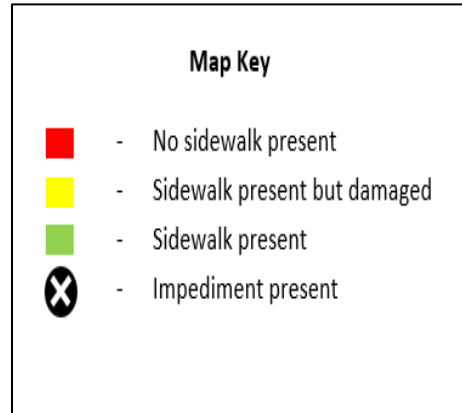 Map Key
- No sidewalk present
- Sidewalk present but damaged
- Sidewalk present
X - Impediment present